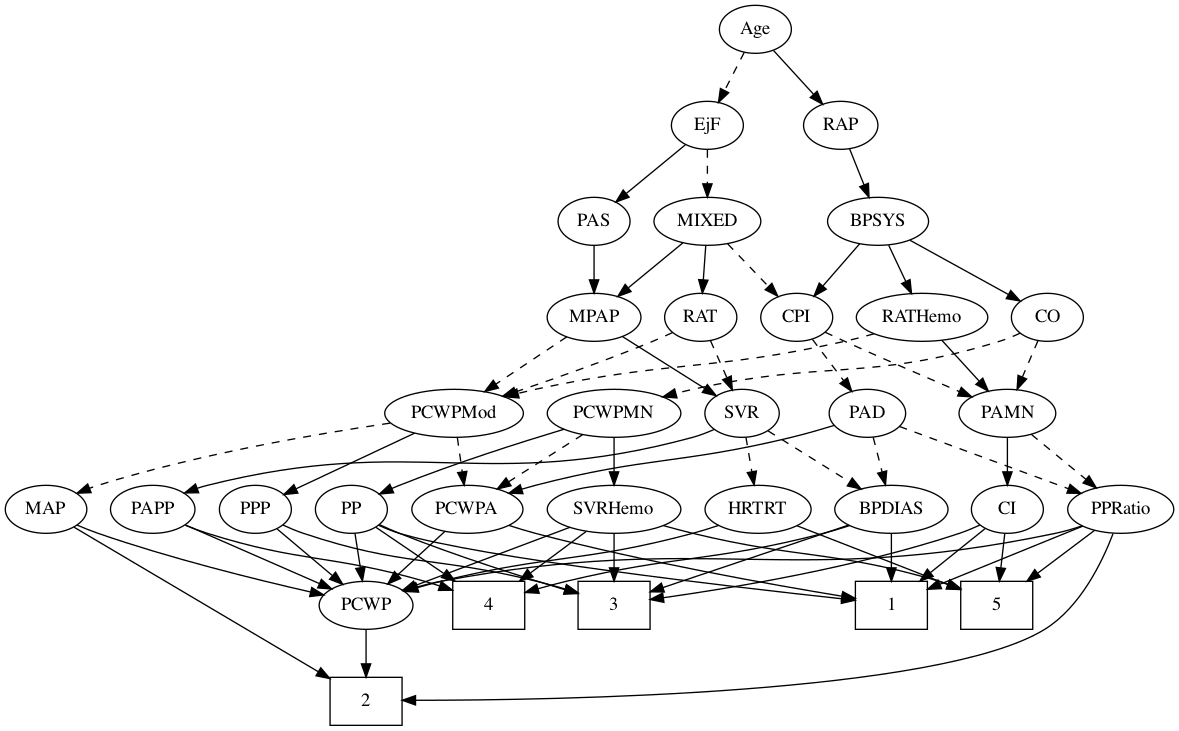 Age
EjF
RAP
PAS
MIXED
BPSYS
MPAP
RAT
CPI
RATHemo
CO
PCWPMod
PCWPMN
SVR
PAD
PAMN
MAP
PAPP
PPP
PP
PCWPA
SVRHemo
HRTRT
BPDIAS
CI
PPRatio
PCWP
4
3
1
5
2